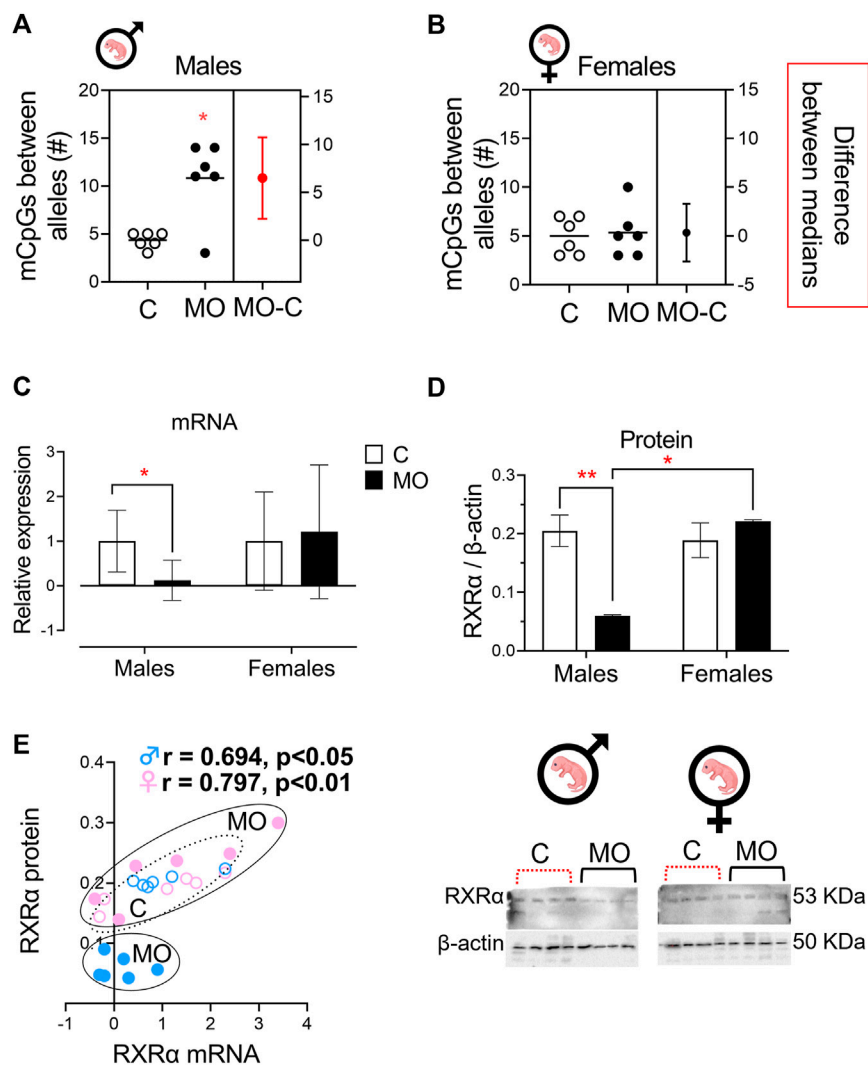 A
Males
mCpGs between
alleles (#)
20
15
10
5
0
*
15
10
5
0
C
MO
MO-C
B
Females
mCpGs between
alleles (#)
20
15
10
5
0
15
10
5
0
-5
C
MO
MO-C
Difference
between medians
C
mRNA
Relative expression
3
2
1
0
-1
*
C
MO
Males
Females
D
Protein
RXRα / β-actin
0.3
0.2
0.1
0.0
**
*
Males
Females
E
♂ r = 0.694, p<0.05
♀ r = 0.797, p<0.01
RXRα protein
0.4
0.3
0.2
0.1
MO
C
MO
-1
0
1
2
3
4
RXRα mRNA
C
MO
C
MO
RXRα
53 KDa
β-actin
50 KDa